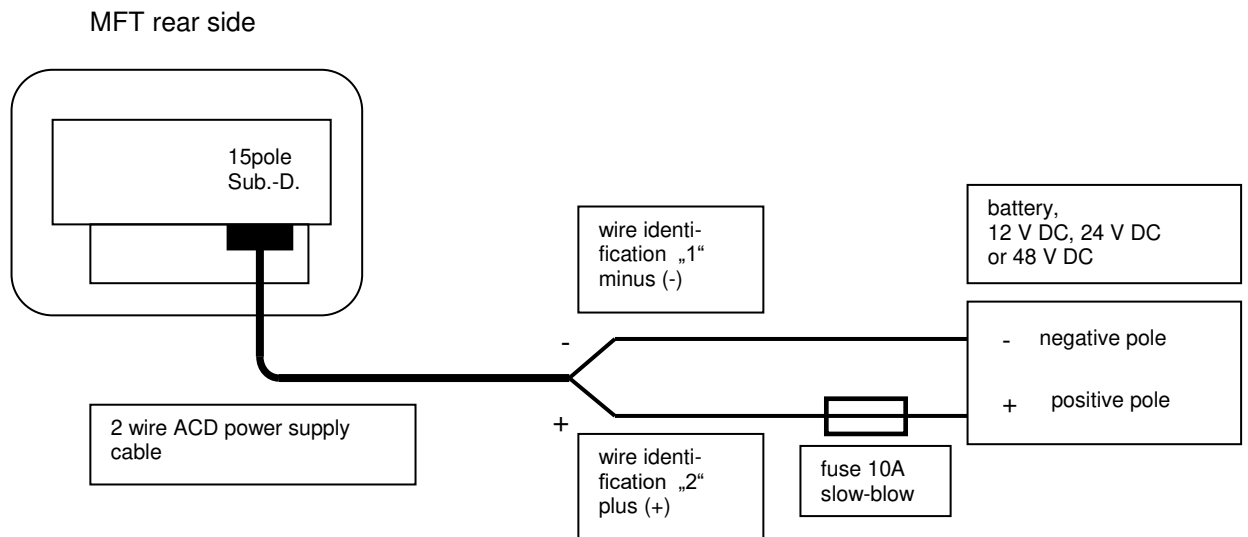 MFT rear side
15pole
Sub.-D.
wire identi-
fication „1“
minus (-)
battery,
12 V DC, 24 V DC
or 48 V DC
-
- negative pole
+ positive pole
+
2 wire ACD power supply
cable
wire identi-
fication „2“
plus (+)
fuse 10A
slow-blow